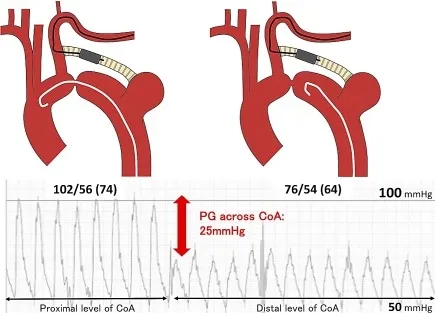 102/56 (74)
76/54 (64)
100 mmHg
PG across CoA:
25mmHg
Proximal level of CoA
Distal level of CoA
50 mmHg